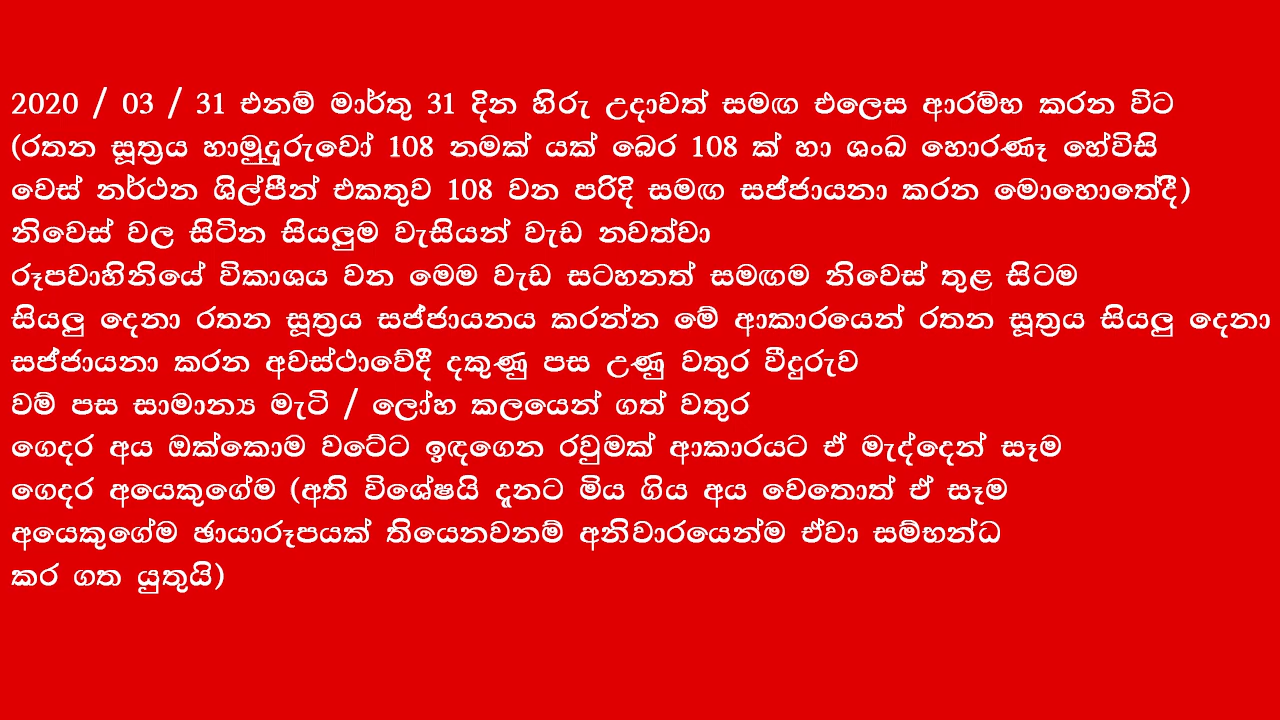 2020 / 03 / 31 එනම් මාර්තු 31 දින හිරු උදාවත් සමඟ එලෙස ආරම්භ කරන විට
(රතන සූත්‍රය හාමුදුරුවෝ 108 නමක් යක් බෙර 108 ක් හා ශංඛ හොරණෑ හේවිසි
වෙස් නර්ථන ශිල්පීන් එකතුව 108 වන පරිදි සමඟ සජ්ජායනා කරන මොහොතේදී)
නිවෙස් වල සිටින සියලුම වැසියන් වැඩ නවත්වා
රූපවාහිනියේ විකාශය වන මෙම වැඩ සටහනත් සමඟම නිවෙස් තුළ සිටම
සියලු දෙනා රතන සූත්‍රය සජ්ජායනය කරන්න මේ ආකාරයෙන් රතන සූත්‍රය සියලු දෙනා
සජ්ජායනා කරන අවස්ථාවේදී දකුණු පස උණු වතුර වීදුරුව
වම් පස සාමාන්‍ය මැටි / ලෝහ කලයෙන් ගත් වතුර
ගෙදර අය ඔක්කොම වටේට ඉඳගෙන රවුමක් ආකාරයට ඒ මැද්දෙන් සෑම
ගෙදර අයෙකුගේම (අති විශේෂයි දැනට මිය ගිය අය වෙතොත් ඒ සෑම
අයෙකුගේම ඡායාරූපයක් තියෙනවනම් අනිවාරයෙන්ම ඒවා සම්භන්ධ
කර ගත යුතුයි)